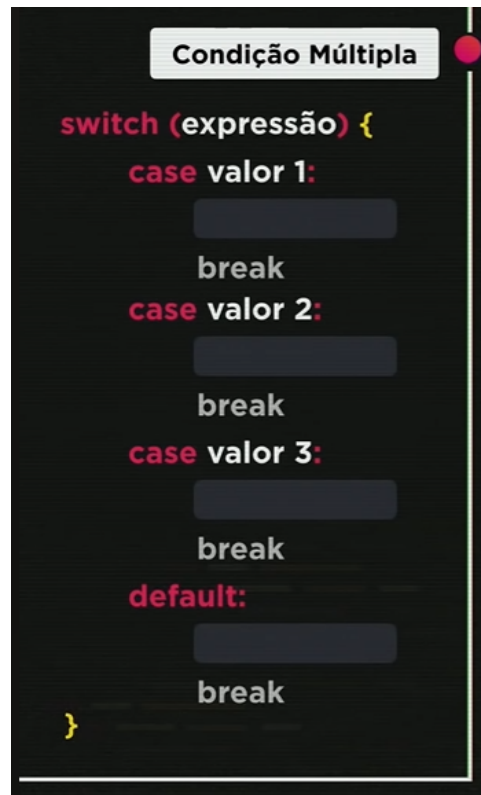 Condição Múltipla
switch (expressão) {
case valor 1:
break
case valor 2:
break
case valor 3:
break
default:
break
}